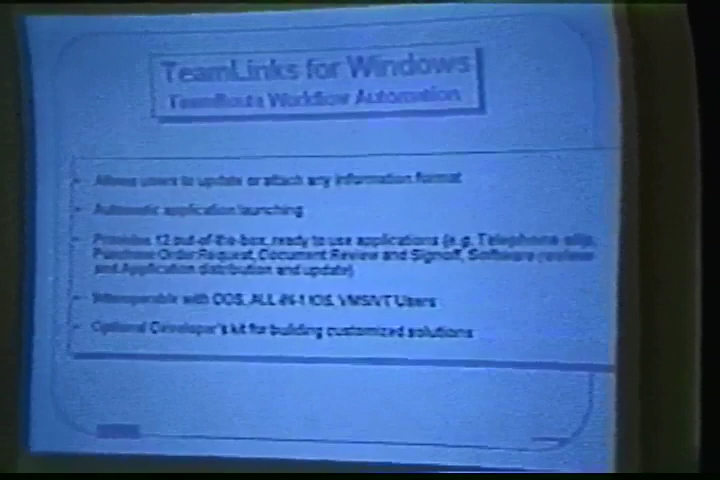 TeamLinks for Windows
TeamRoute Workflow Automation
Allows users to update or attach any information format
Automatic application launching
Provides 12 out-of-the-box, ready to use applications (e.g. Telephone slip,
Purchase Order Request, Document Review and Signoff, Software review
and Application distribution and update)
Interoperable with DOS, ALL-IN-1 IOS, VMS/VT Users
Optional Developer's kit for building customized solutions